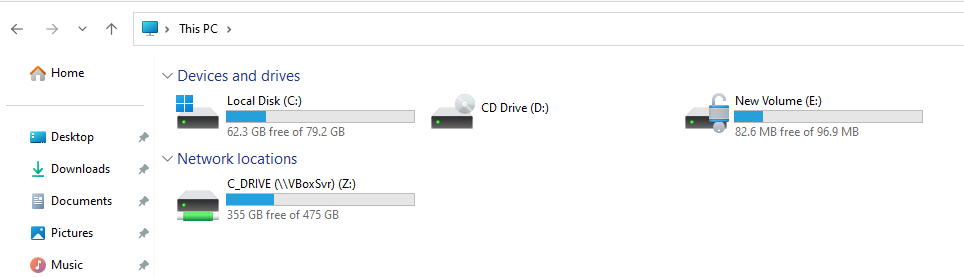 This PC
Home
Desktop
Downloads
Documents
Pictures
Music
Devices and drives
Local Disk (C:)
62.3 GB free of 79.2 GB
CD Drive (D:)
New Volume (E:)
82.6 MB free of 96.9 MB
Network locations
C_DRIVE (\\VBoxSvr) (Z:)
355 GB free of 475 GB